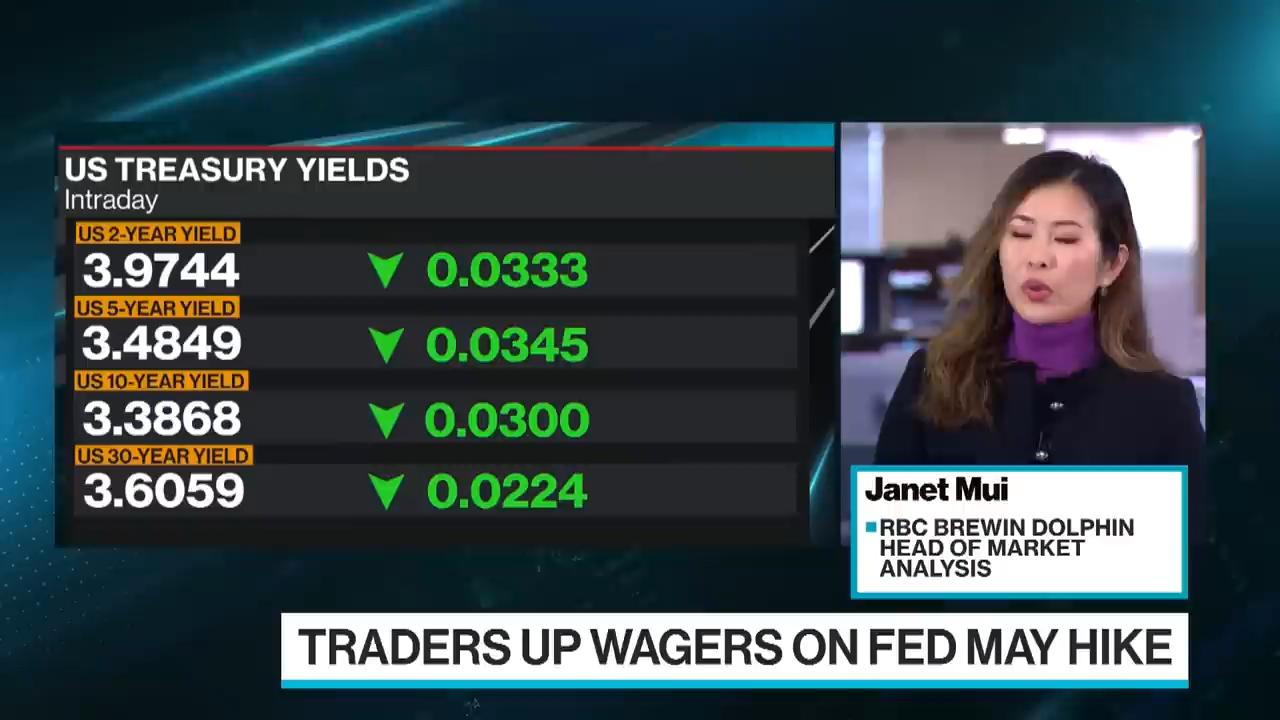 US TREASURY YIELDS
Intraday
US 2-YEAR YIELD
3.9744 ▼ 0.0333
US 5-YEAR YIELD
3.4849 ▼ 0.0345
US 10-YEAR YIELD
3.3868 ▼ 0.0300
US 30-YEAR YIELD
3.6059 ▼ 0.0224
Janet Mui
RBC BREWIN DOLPHIN
HEAD OF MARKET
ANALYSIS
TRADERS UP WAGERS ON FED MAY HIKE